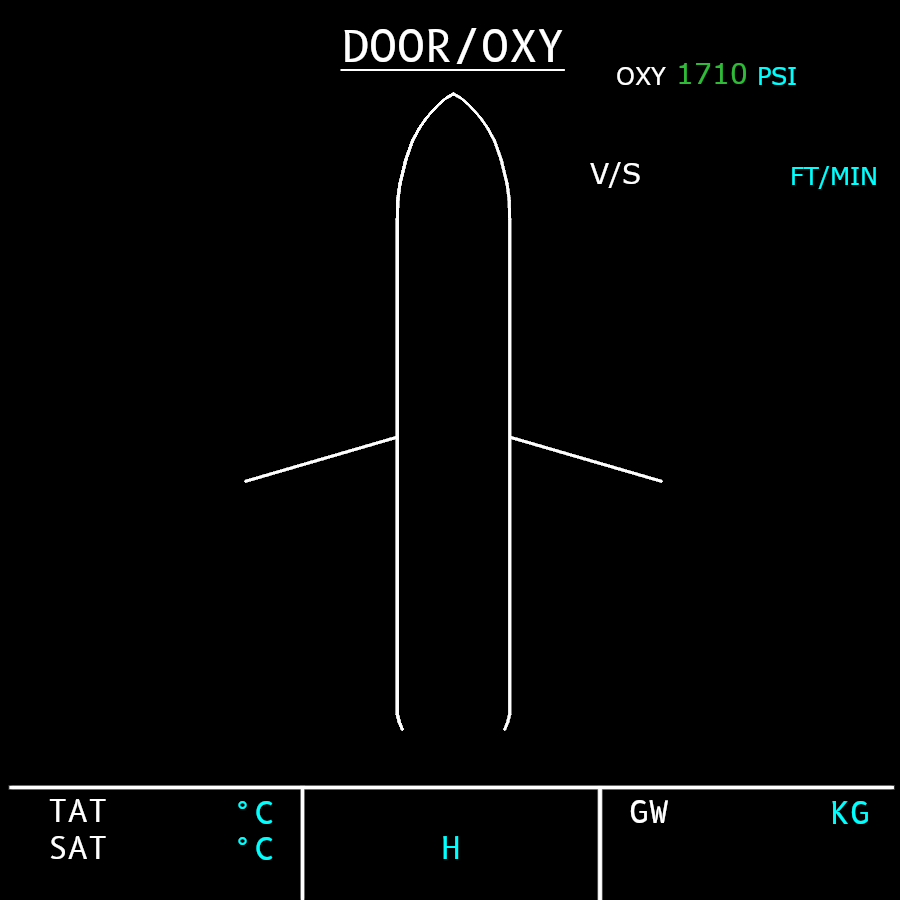 DOOR/OXY
OXY 1710 PSI
V/S FT/MIN
TAT °C GW KG
SAT °C H